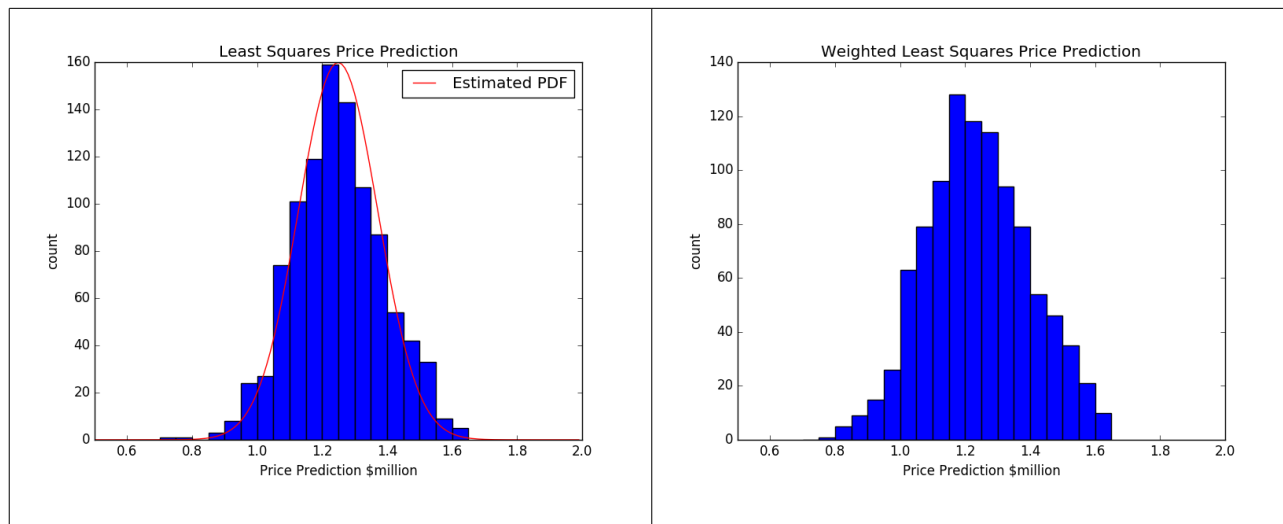 Least Squares Price Prediction
160
140
120
100
80
60
40
20
0
count
Estimated PDF
0.6 0.8 1.0 1.2 1.4 1.6 1.8 2.0
Price Prediction $million
Weighted Least Squares Price Prediction
140
120
100
80
60
40
20
0
count
0.6 0.8 1.0 1.2 1.4 1.6 1.8 2.0
Price Prediction $million